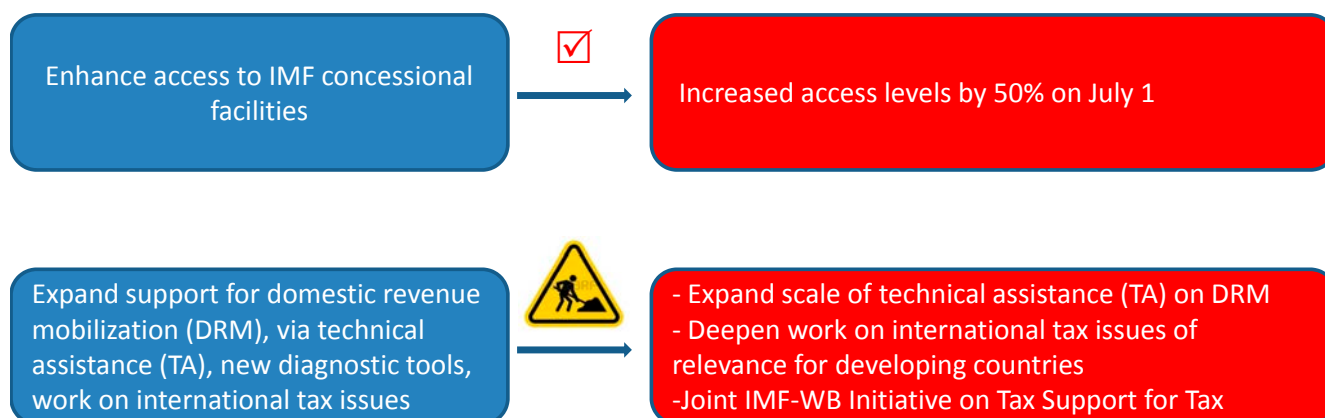 Enhance access to IMF concessional
facilities
Increased access levels by 50% on July 1
Expand support for domestic revenue
mobilization (DRM), via technical
assistance (TA), new diagnostic tools,
work on international tax issues
- Expand scale of technical assistance (TA) on DRM
- Deepen work on international tax issues of
relevance for developing countries
-Joint IMF-WB Initiative on Tax Support for Tax